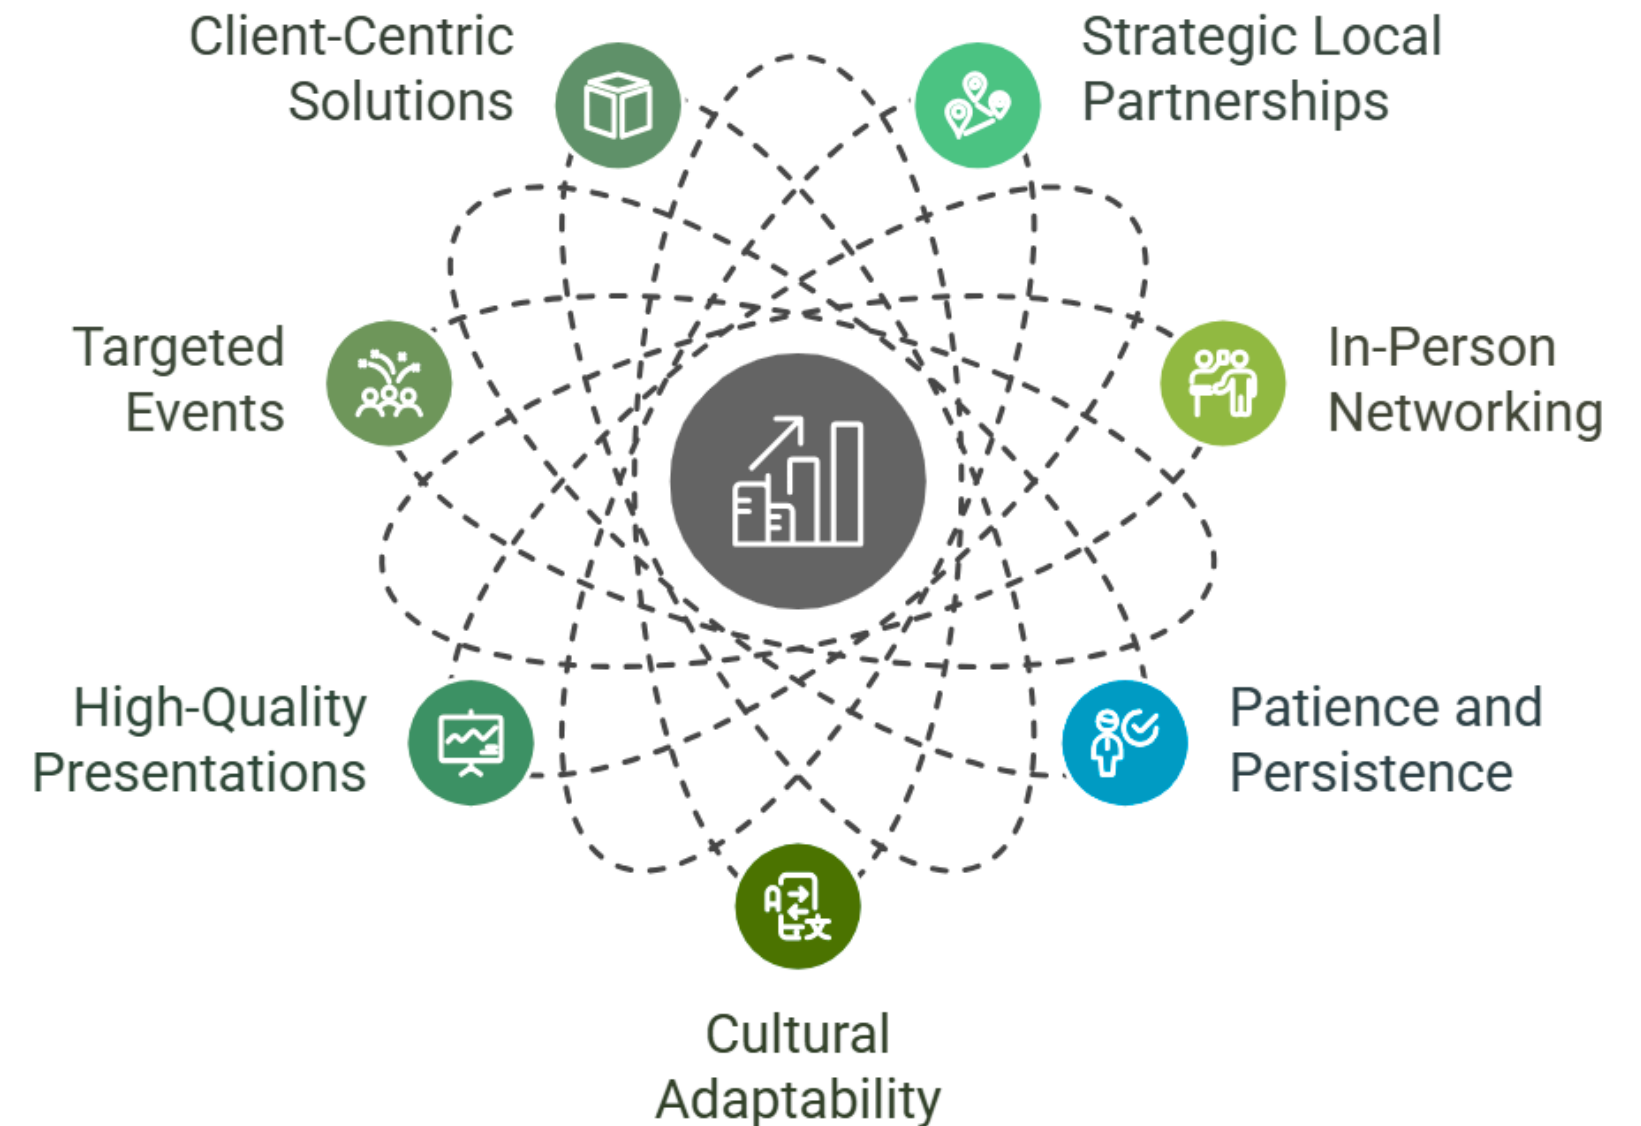 Client-Centric
Solutions
Strategic Local
Partnerships
Targeted
Events
In-Person
Networking
High-Quality
Presentations
Patience and
Persistence
Cultural
Adaptability